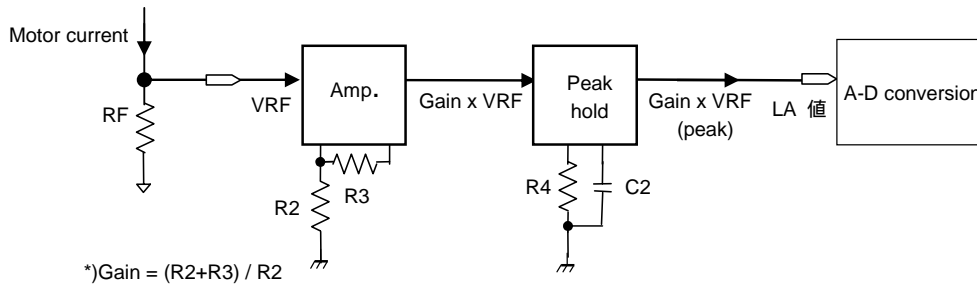 Motor current
RF
VRF
Amp.
R3
R2
Gain x VRF
Peak
hold
R4
C2
Gain x VRF
(peak)
LA 値
A-D conversion
*)Gain = (R2+R3) / R2